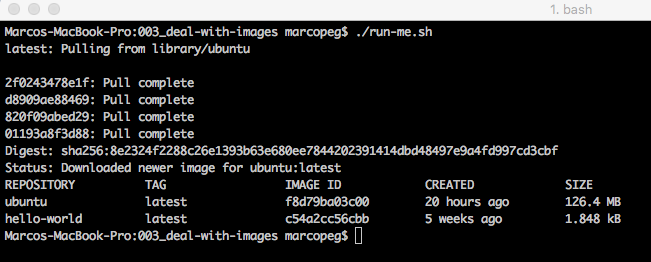 1. bash
Marcos-MacBook-Pro:003_deal-with-images marcopeg$ ./run-me.sh
latest: Pulling from library/ubuntu
2f0243478e1f: Pull complete
d8909ae88469: Pull complete
820f09abed29: Pull complete
01193a8f3d88: Pull complete
Digest: sha256:8e2324f2288c26e1393b63e680ee7844202391414dbd48497e9a4fd997cd3cbf
Status: Downloaded newer image for ubuntu:latest
REPOSITORY TAG IMAGE ID CREATED SIZE
ubuntu latest f8d79ba03c00 20 hours ago 126.4 MB
hello-world latest c54a2cc56cbb 5 weeks ago 1.848 kB
Marcos-MacBook-Pro:003_deal-with-images marcopeg$